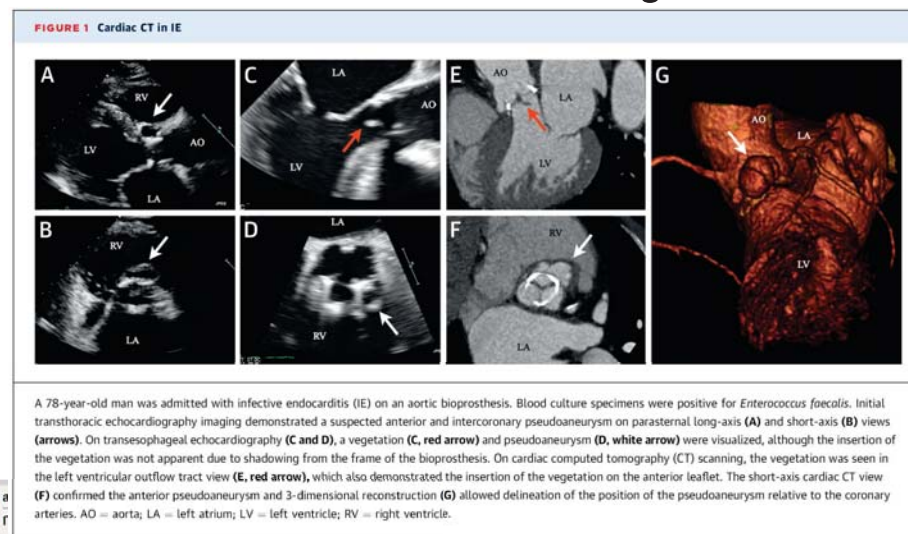 FIGURE 1 Cardiac CT in IE
A
RV
LV
AO
LA
B
RV
LA
C
LA
AO
LV
D
LA
RV
E
AO
LA
LV
F
RV
LA
G
AO
LA
LV
A 78-year-old man was admitted with infective endocarditis (IE) on an aortic bioprosthesis. Blood culture specimens were positive for Enterococcus faecalis. Initial
transthoracic echocardiography imaging demonstrated a suspected anterior and intercoronary pseudoaneurysm on parasternal long-axis (A) and short-axis (B) views
(arrows). On transesophageal echocardiography (C and D), a vegetation (C, red arrow) and pseudoaneurysm (D, white arrow) were visualized, although the insertion of
the vegetation was not apparent due to shadowing from the frame of the bioprosthesis. On cardiac computed tomography (CT) scanning, the vegetation was seen in
the left ventricular outflow tract view (E, red arrow), which also demonstrated the insertion of the vegetation on the anterior leaflet. The short-axis cardiac CT view
(F) confirmed the anterior pseudoaneurysm and 3-dimensional reconstruction (G) allowed delineation of the position of the pseudoaneurysm relative to the coronary
arteries. AO = aorta; LA = left atrium; LV = left ventricle; RV = right ventricle.